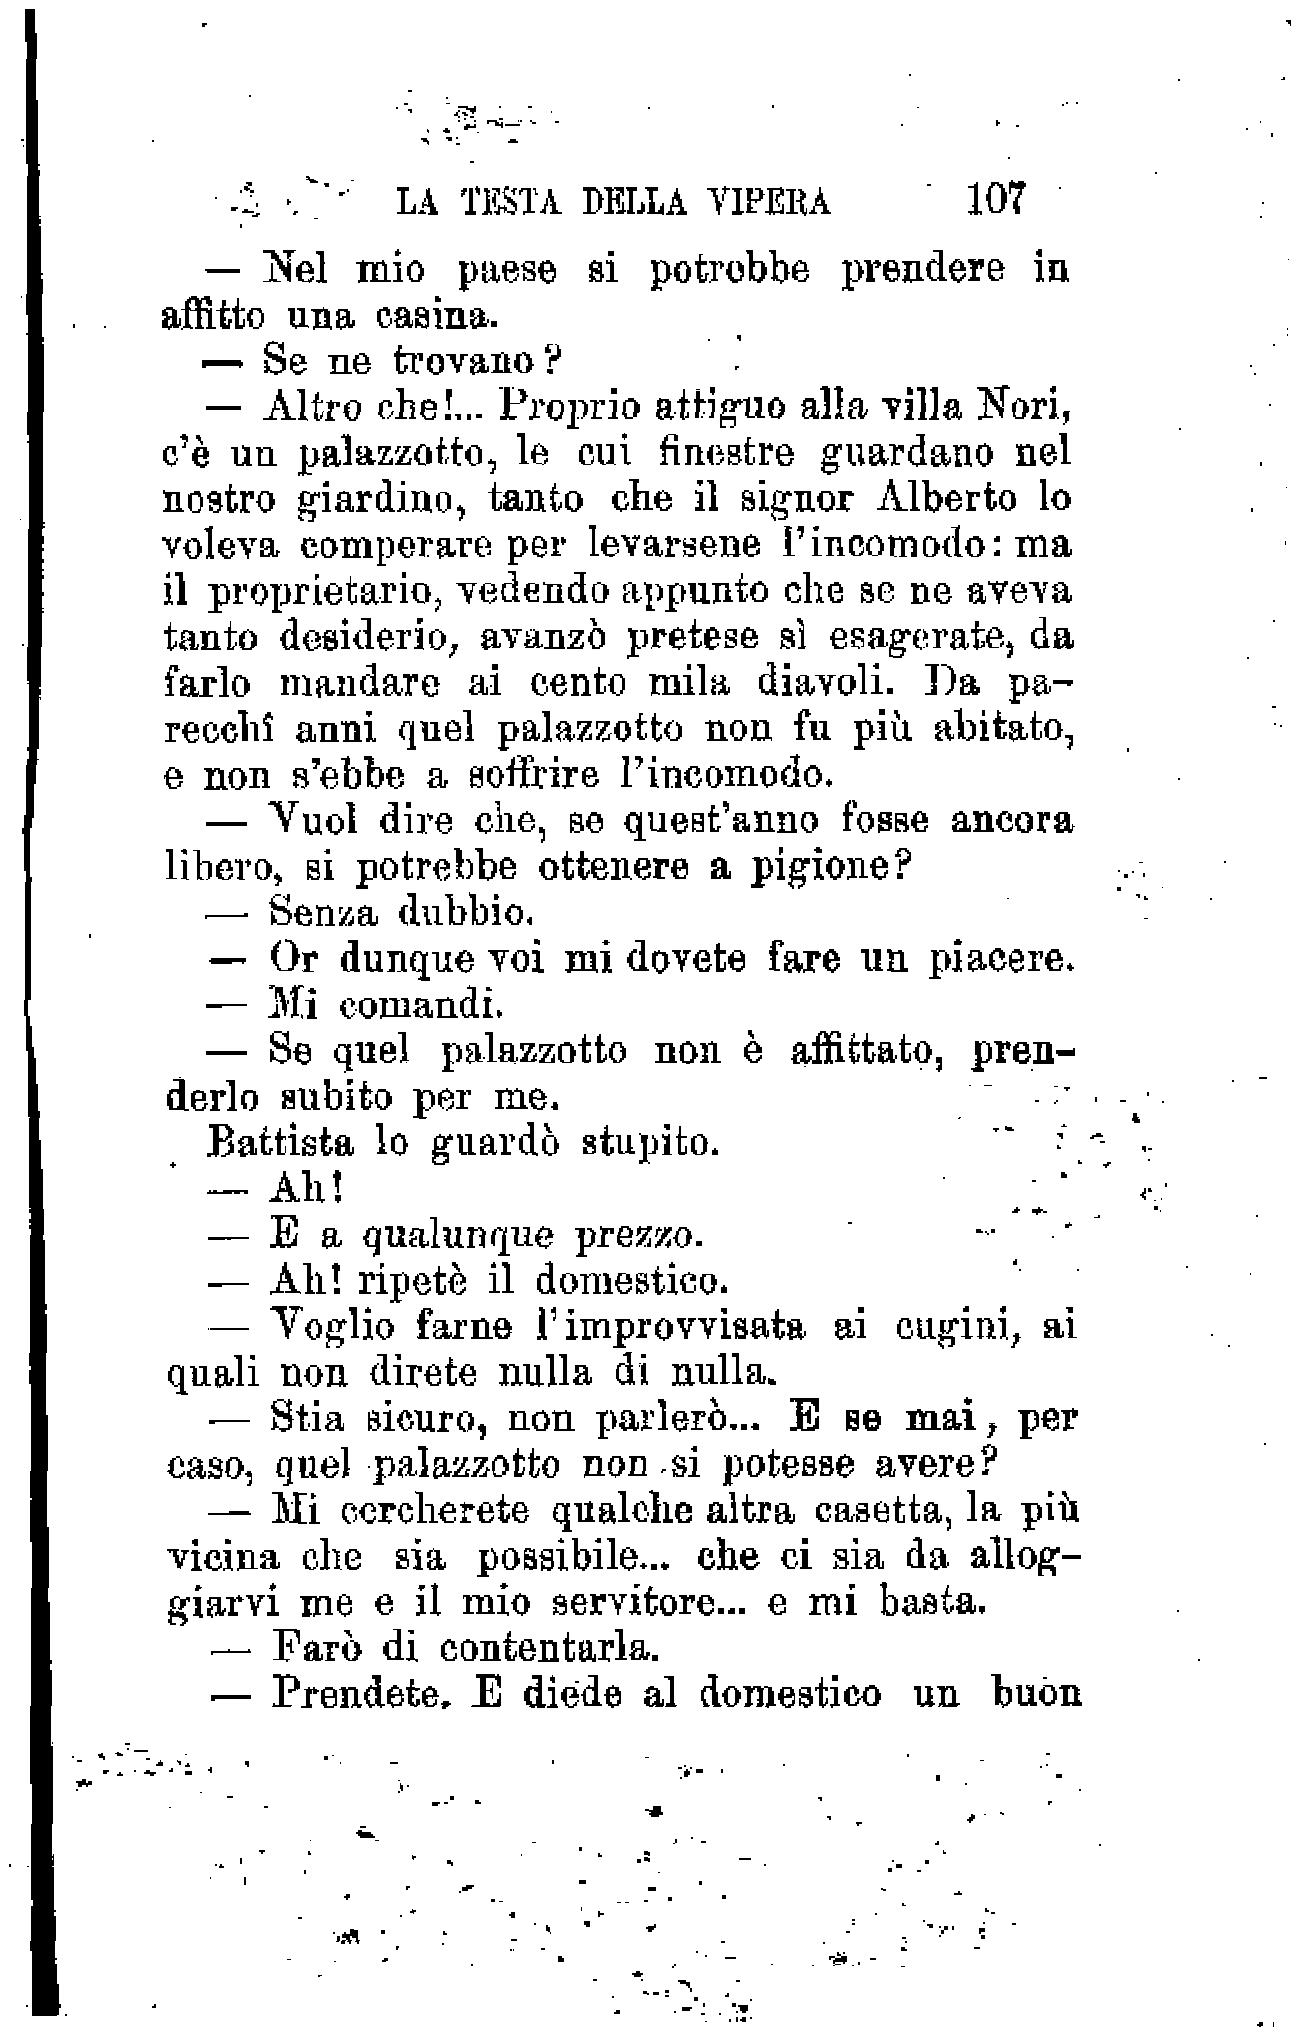 LA TESTA DELLA VIPERA 107
— Nel mio paese si potrebbe prendere in
affitto una casina.
— Se ne trovano?
— Altro che!... Proprio attiguo alla villa Nori,
c'è un palazzotto, le cui finestre guardano nel
nostro giardino, tanto che il signor Alberto lo
voleva comperare per levarsene l'incomodo: ma
il proprietario, vedendo appunto che se ne aveva
tanto desiderio, avanzò pretese sì esagerate, da
farlo mandare ai cento mila diavoli. Da pa-
recchi anni quel palazzotto non fu più abitato,
e non s'ebbe a soffrire l'incomodo.
— Vuol dire che, se quest'anno fosse ancora
libero, si potrebbe ottenere a pigione?
— Senza dubbio.
— Or dunque voi mi dovete fare un piacere.
— Mi comandi.
— Se quel palazzotto non è affittato, pren-
derlo subito per me.
Battista lo guardò stupito.
— Ah!
— E a qualunque prezzo.
— Ah! ripetè il domestico.
— Voglio farne l'improvvisata ai cugini, ai
quali non direte nulla di nulla.
— Stia sicuro, non parlerò... E se mai, per
caso, quel palazzotto non si potesse avere?
— Mi cercherete qualche altra casetta, la più
vicina che sia possibile... che ci sia da allog-
giarvi me e il mio servitore... e mi basta.
— Farò di contentarla.
— Prendete. E diede al domestico un buon